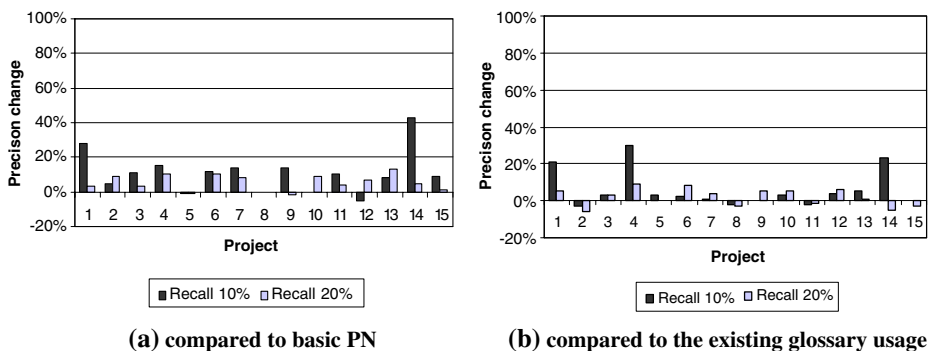 100%
80%
60%
40%
20%
0%
-20%
Precison change
1 2 3 4 5 6 7 8 9 10 11 12 13 14 15
Project
Recall 10% Recall 20%
(a) compared to basic PN
100%
80%
60%
40%
20%
0%
-20%
Precision change
1 2 3 4 5 6 7 8 9 10 11 12 13 14 15
Project
Recall 10% Recall 20%
(b) compared to the existing glossary usage